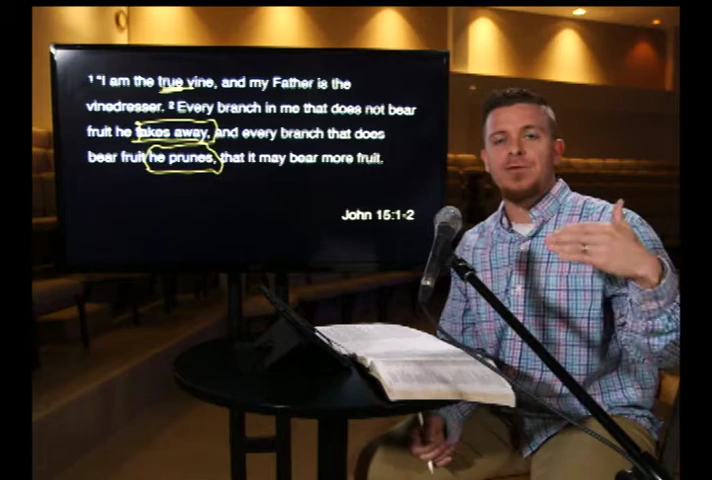 ¹ "I am the true vine, and my Father is the
vinedresser. ² Every branch in me that does not bear
fruit he takes away, and every branch that does
bear fruit he prunes, that it may bear more fruit.
John 15:1-2